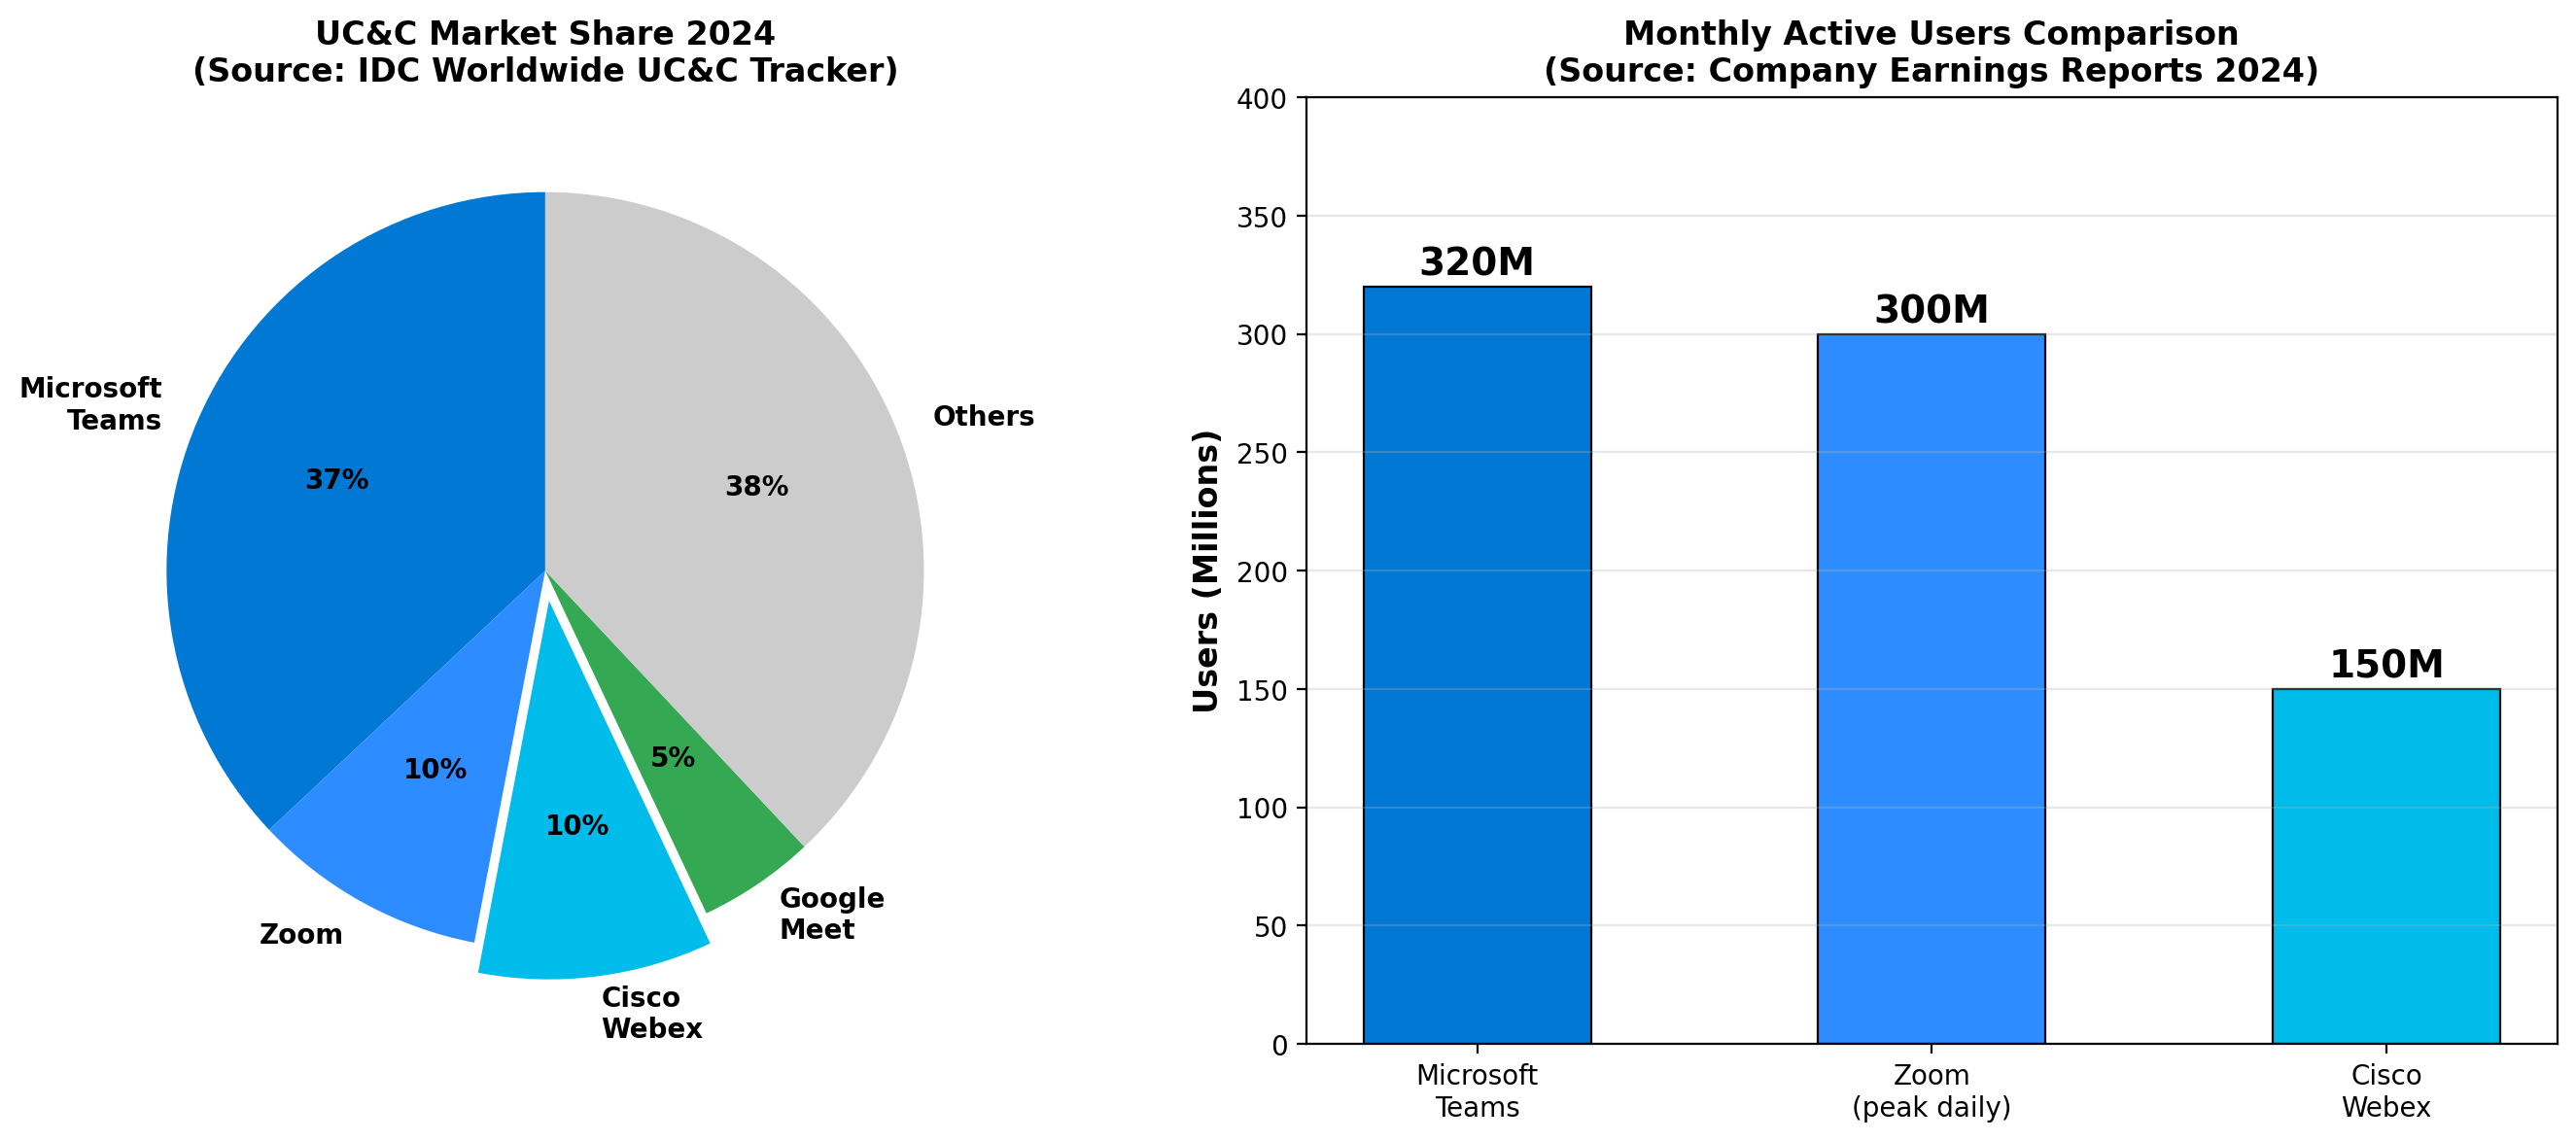 UC&C Market Share 2024
(Source: IDC Worldwide UC&C Tracker)
Microsoft
Teams
37%
Others
38%
10%
Zoom
10%
Cisco
Webex
5%
Google
Meet
Monthly Active Users Comparison
(Source: Company Earnings Reports 2024)
Users (Millions)
400
350
300
250
200
150
100
50
0
320M
300M
150M
Microsoft
Teams
Zoom
(peak daily)
Cisco
Webex